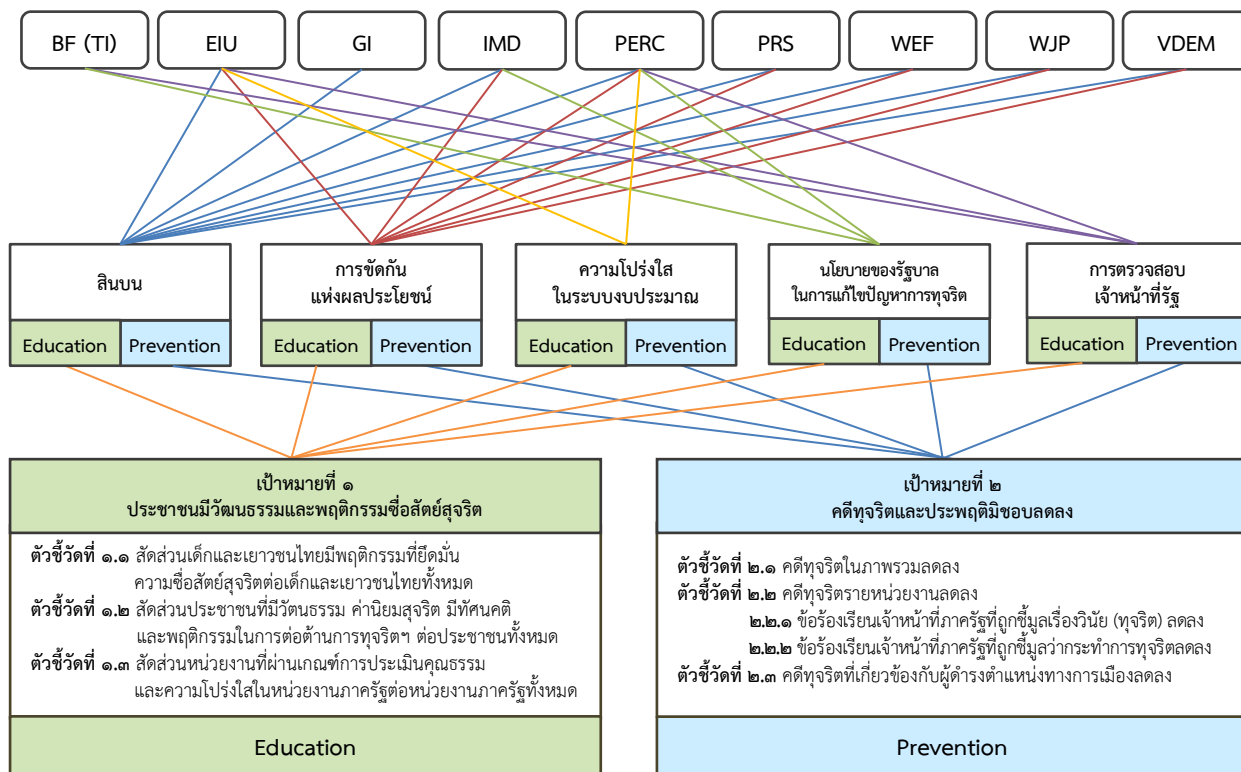 BF (TI)
EIU
GI
IMD
PERC
PRS
WEF
WJP
VDEM
สินบน
Education
Prevention
การขัดกัน
แห่งผลประโยชน์
Education
Prevention
ความโปร่งใส
ในระบบงบประมาณ
Education
Prevention
นโยบายของรัฐบาล
ในการแก้ไขปัญหาการทุจริต
Education
Prevention
การตรวจสอบ
เจ้าหน้าที่รัฐ
Education
Prevention
เป้าหมายที่ ๑
ประชาชนมีวัฒนธรรมและพฤติกรรมซื่อสัตย์สุจริต
ตัวชี้วัดที่ ๑.๑ สัดส่วนเด็กและเยาวชนไทยมีพฤติกรรมที่ยึดมั่น
ความซื่อสัตย์สุจริตต่อเด็กและเยาวชนไทยทั้งหมด
ตัวชี้วัดที่ ๑.๒ สัดส่วนประชาชนที่มีวัตนธรรม ค่านิยมสุจริต มีทัศนคติ
และพฤติกรรมในการต่อต้านการทุจริตฯ ต่อประชาชนทั้งหมด
ตัวชี้วัดที่ ๑.๓ สัดส่วนหน่วยงานที่ผ่านเกณฑ์การประเมินคุณธรรม
และความโปร่งใสในหน่วยงานภาครัฐต่อหน่วยงานภาครัฐทั้งหมด
Education
เป้าหมายที่ ๒
คดีทุจริตและประพฤติมิชอบลดลง
ตัวชี้วัดที่ ๒.๑ คดีทุจริตในภาพรวมลดลง
ตัวชี้วัดที่ ๒.๒ คดีทุจริตรายหน่วยงานลดลง
๒.๒.๑ ข้อร้องเรียนเจ้าหน้าที่ภาครัฐที่ถูกชี้มูลเรื่องวินัย (ทุจริต) ลดลง
๒.๒.๒ ข้อร้องเรียนเจ้าหน้าที่ภาครัฐที่ถูกชี้มูลว่ากระทำการทุจริตลดลง
ตัวชี้วัดที่ ๒.๓ คดีทุจริตที่เกี่ยวข้องกับผู้ดำรงตำแหน่งทางการเมืองลดลง
Prevention